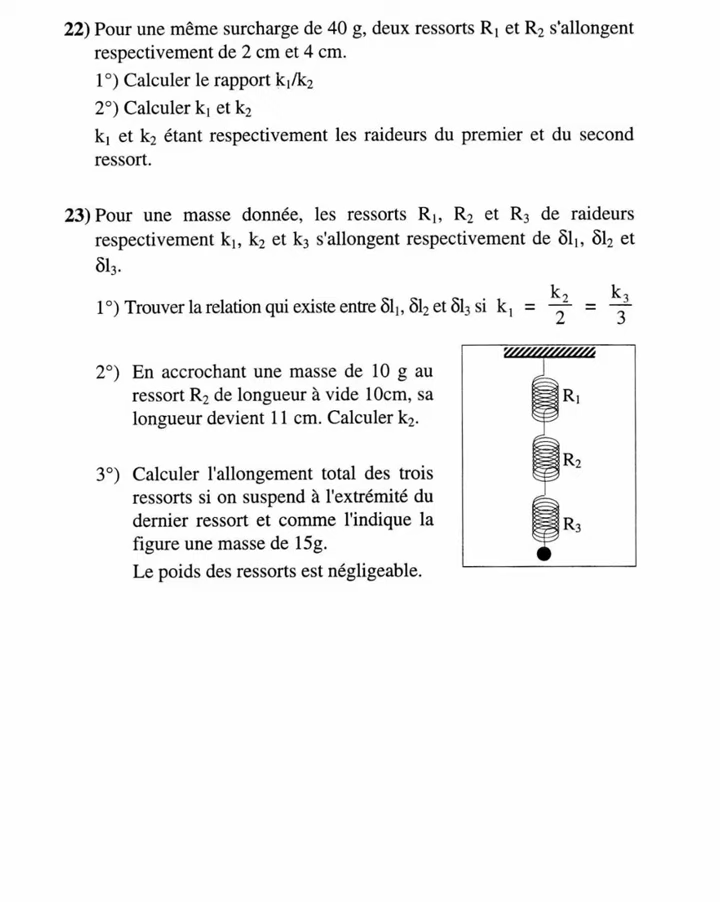 22) Pour une même surcharge de 40 g, deux ressorts R₁ et R₂ s'allongent
respectivement de 2 cm et 4 cm.
1°) Calculer le rapport k₁/k₂
2°) Calculer k₁ et k₂
k₁ et k₂ étant respectivement les raideurs du premier et du second
ressort.
23) Pour une masse donnée, les ressorts R₁, R₂ et R₃ de raideurs
respectivement k₁, k₂ et k₃ s'allongent respectivement de δl₁, δl₂ et
δl₃.
1°) Trouver la relation qui existe entre δl₁, δl₂ et δl₃ si k₁ = k₂/2 = k₃/3
2°) En accrochant une masse de 10 g au
ressort R₂ de longueur à vide 10cm, sa
longueur devient 11 cm. Calculer k₂.
3°) Calculer l'allongement total des trois
ressorts si on suspend à l'extrémité du
dernier ressort et comme l'indique la
figure une masse de 15g.
Le poids des ressorts est négligeable.
R₁
R₂
R₃